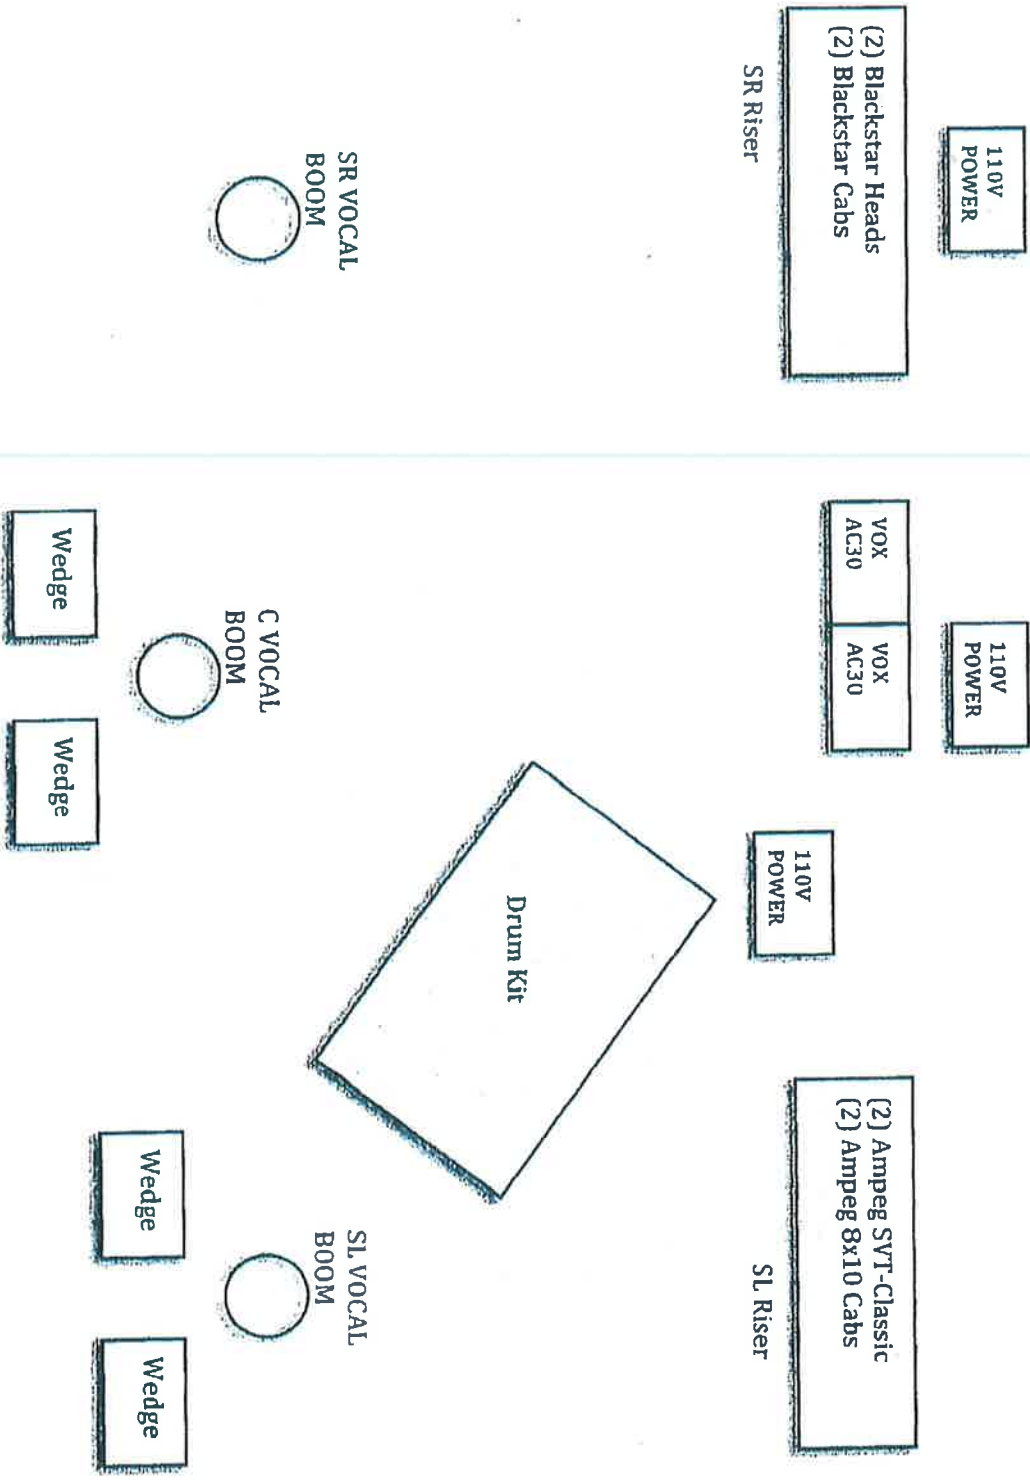 110V
POWER
(2) Blackstar Heads
(2) Blackstar Cabs
SR Riser
SR VOCAL
BOOM
110V
POWER
VOX
AC30
VOX
AC30
110V
POWER
(2) Ampeg SVT-Classic
(2) Ampeg 8x10 Cabs
SL Riser
Drum Kit
C VOCAL
BOOM
Wedge
Wedge
SL VOCAL
BOOM
Wedge
Wedge